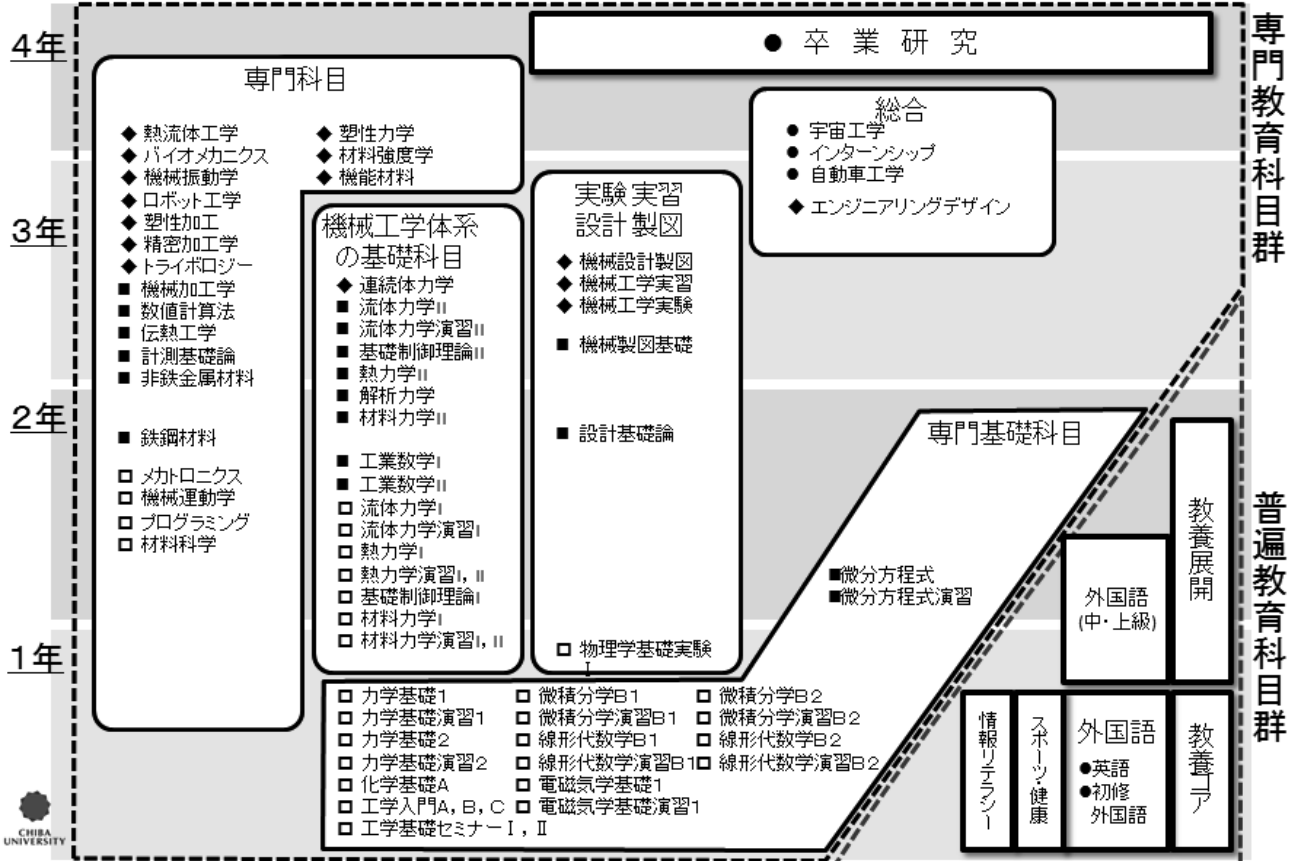 4年
3年
2年
1年
専門教育科目群
普遍教育科目群
● 卒業研究
専門科目
◆ 熱流体工学
◆ バイオメカニクス
◆ 機械振動学
◆ ロボット工学
◆ 塑性加工
◆ 精密加工学
◆ トライボロジー
■ 機械加工学
■ 数値計算法
■ 伝熱工学
■ 計測基礎論
■ 非鉄金属材料
■ 鉄鋼材料
□ メカトロニクス
□ 機械運動学
□ プログラミング
□ 材料科学
◆ 塑性力学
◆ 材料強度学
◆ 機能材料
機械工学体系
の基礎科目
◆ 連続体力学
■ 流体力学II
■ 流体力学演習II
■ 基礎制御理論II
■ 熱力学II
■ 解析力学
■ 材料力学II
■ 工業数学I
■ 工業数学II
□ 流体力学I
□ 流体力学演習I
□ 熱力学I
□ 熱力学演習I, II
□ 基礎制御理論I
□ 材料力学I
□ 材料力学演習I, II
実験実習
設計製図
◆ 機械設計製図
◆ 機械工学実習
◆ 機械工学実験
■ 機械製図基礎
■ 設計基礎論
□ 物理学基礎実験
I
総合
● 宇宙工学
● インターンシップ
● 自動車工学
◆ エンジニアリングデザイン
専門基礎科目
■微分方程式
■微分方程式演習
□ 力学基礎1
□ 力学基礎演習1
□ 力学基礎2
□ 力学基礎演習2
□ 化学基礎A
□ 工学入門A, B, C
□ 工学基礎セミナーI, II
□ 微積分学B1
□ 微積分学演習B1
□ 線形代数学B1
□ 線形代数学演習B1
□ 電磁気学基礎1
□ 電磁気学基礎演習1
□ 微積分学B2
□ 微積分学演習B2
□ 線形代数学B2
□ 線形代数学演習B2
教養展開
外国語
(中・上級)
情報リテラシー
スポーツ・健康
外国語
●英語
●初修
外国語
教養コア
CHIBA
UNIVERSITY